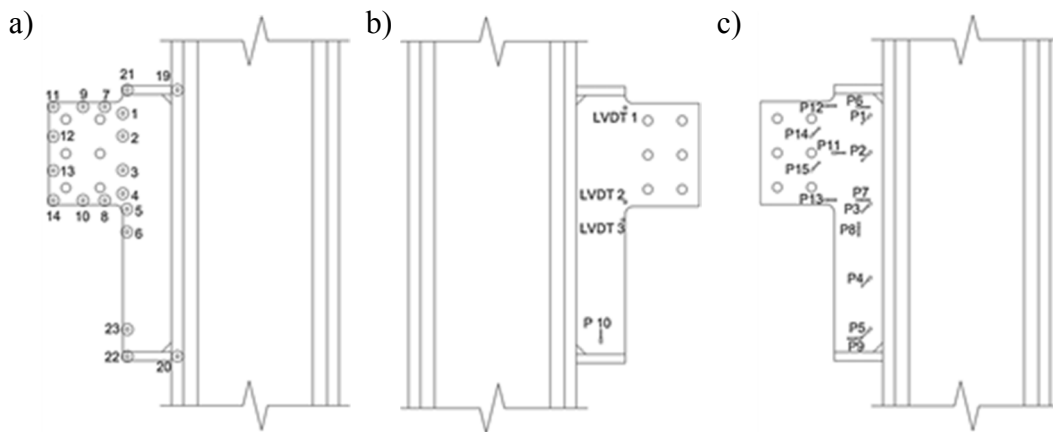 a)
b)
c)
21 19
11 9 7
1
12 2
13 3
4
14 10 8 5
6
23
22 20
LVDT 1
LVDT 2
LVDT 3
P 10
P12 P6
P1
P14
P11 P2
P15
P13 P7
P3
P8
P4
P5
P9